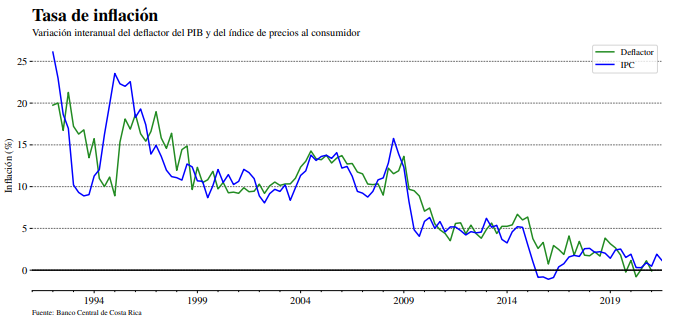 Tasa de inflación
Variación interanual del deflactor del PIB y del índice de precios al consumidor
Deflactor
IPC
Inflación (%)
25
20
15
10
5
0
1994
1999
2004
2009
2014
2019
Fuente: Banco Central de Costa Rica